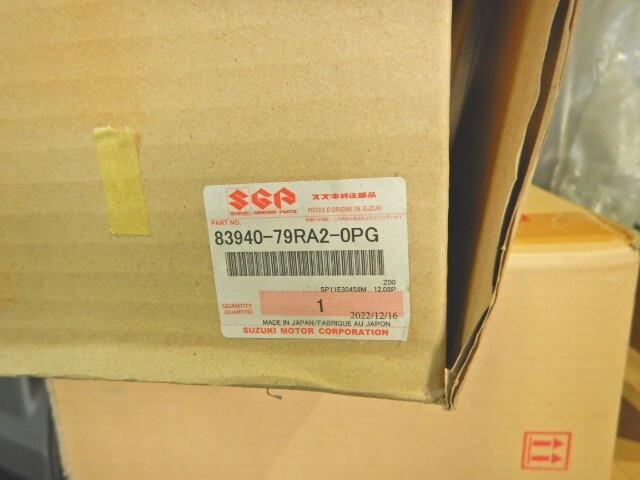 SGP
SUZUKI GENUINE PARTS
スズキ純正部品
PIECES D ORIGINE DE SUZUKI
PART NO.
83940-79RA2-0PG
Z00
SP11E30458M 12.08P
QUANTITY
(QUANTITE)
1
2022/12/16
MADE IN JAPAN/FABRIQUE AU JAPON
SUZUKI MOTOR CORPORATION